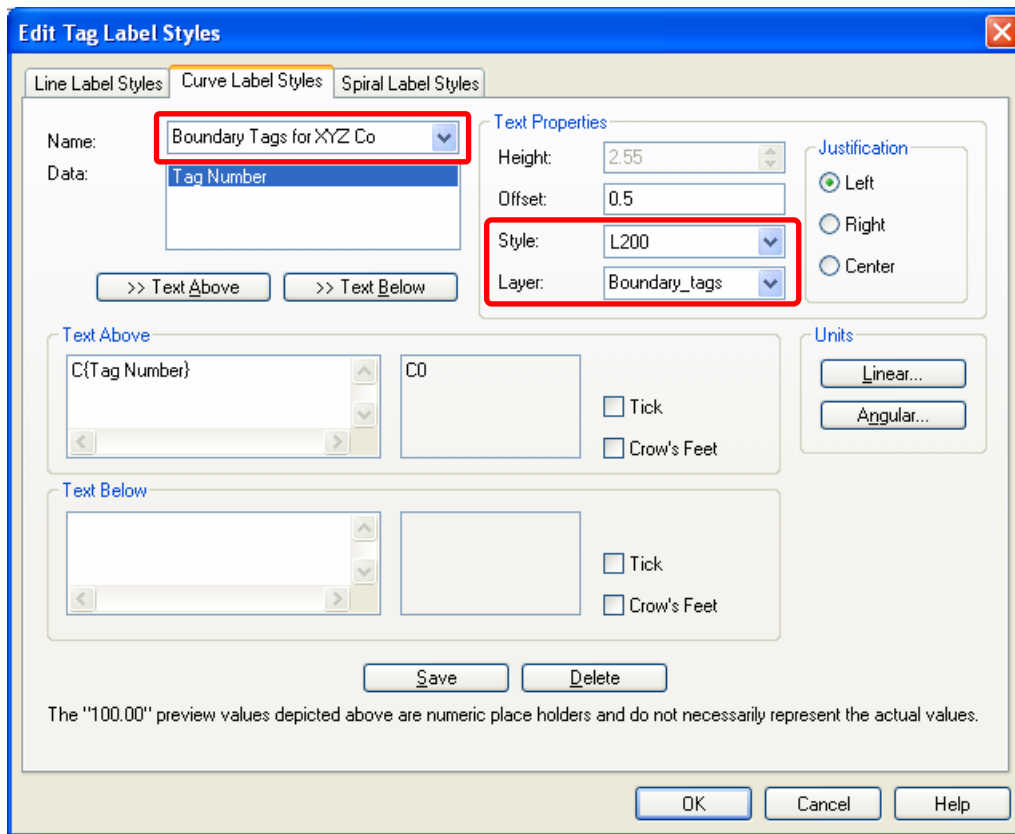 Edit Tag Label Styles
Line Label Styles
Curve Label Styles
Spiral Label Styles
Name:
Boundary Tags for XYZ Co
Data:
Tag Number
>> Text Above
>> Text Below
Text Properties
Height:
2.55
Offset:
0.5
Style:
L200
Layer:
Boundary_tags
Justification
Left
Right
Center
Text Above
C{Tag Number}
C0
Tick
Crow's Feet
Units
Linear...
Angular...
Text Below
Tick
Crow's Feet
Save
Delete
The "100.00" preview values depicted above are numeric place holders and do not necessarily represent the actual values.
OK
Cancel
Help